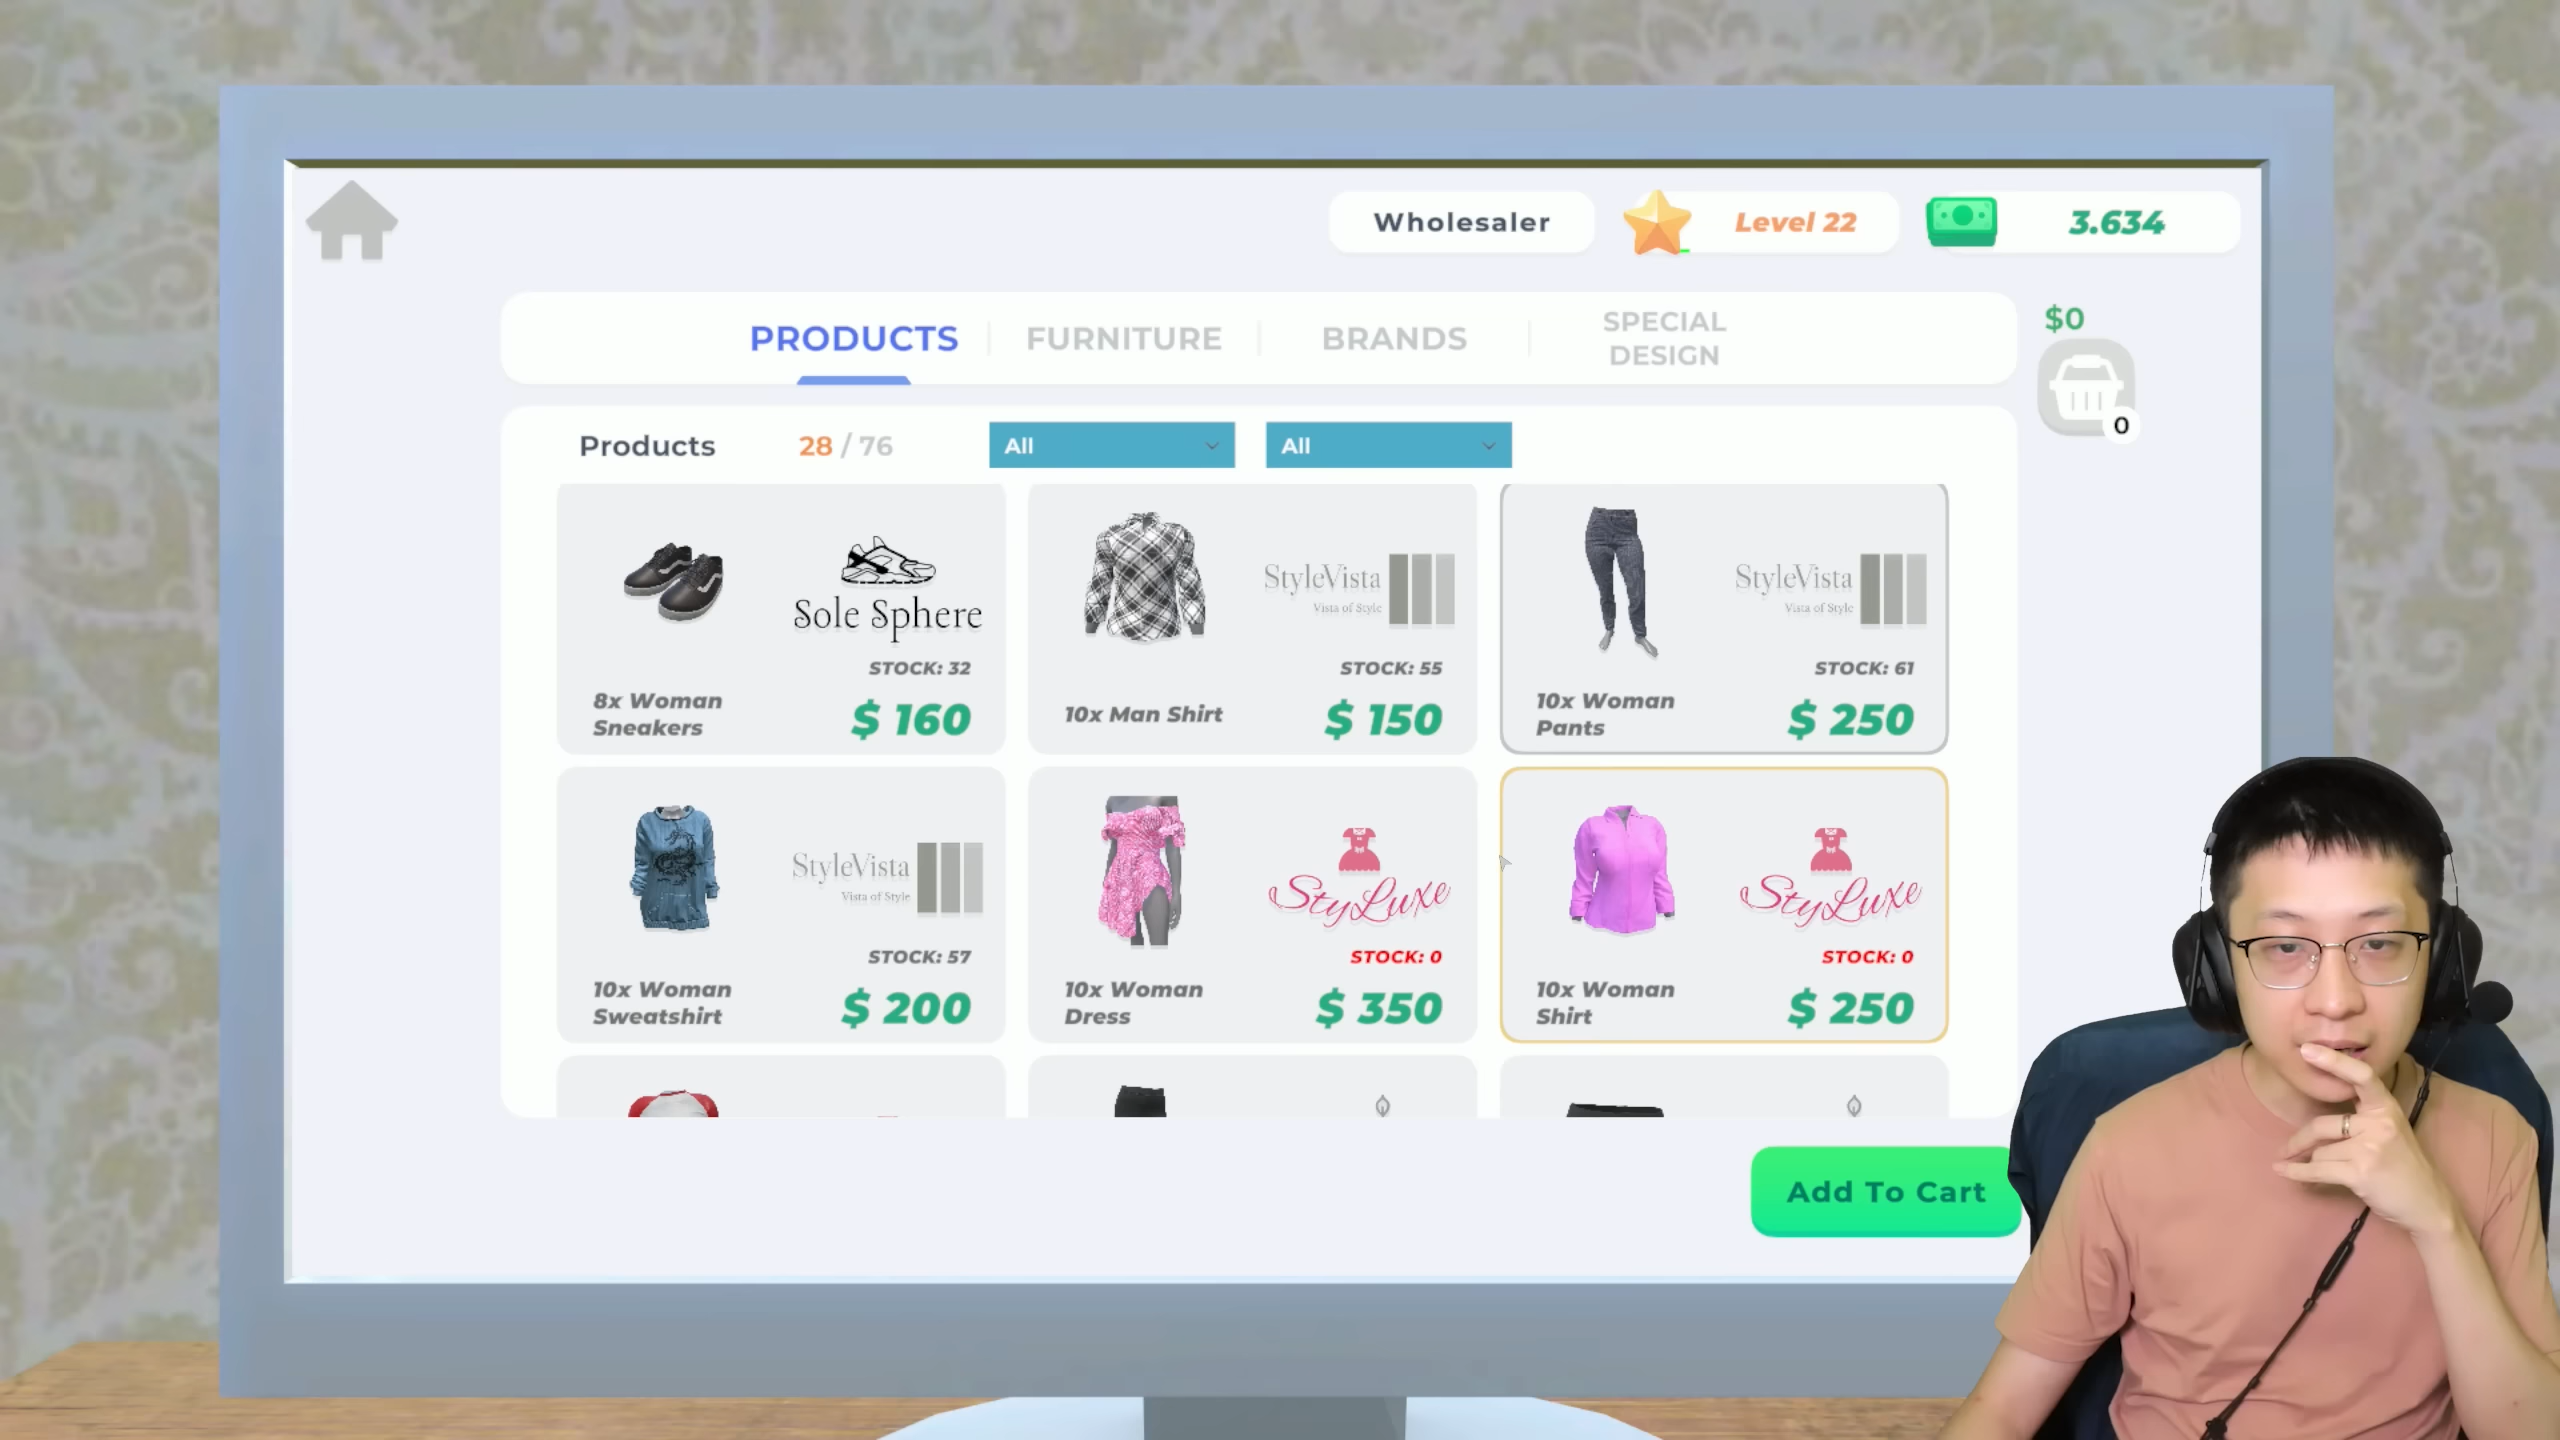 Wholesaler
Level 22
3.634
PRODUCTS
FURNITURE
BRANDS
SPECIAL
DESIGN
$0
0
Products
28 / 76
All
All
Sole Sphere
STOCK: 32
8x Woman
Sneakers
$ 160
StyleVista
Vista of Style
STOCK: 55
10x Man Shirt
$ 150
StyleVista
Vista of Style
STOCK: 61
10x Woman
Pants
$ 250
StyleVista
Vista of Style
STOCK: 57
10x Woman
Sweatshirt
$ 200
StyLuxe
STOCK: 0
10x Woman
Dress
$ 350
StyLuxe
STOCK: 0
10x Woman
Shirt
$ 250
Add To Cart